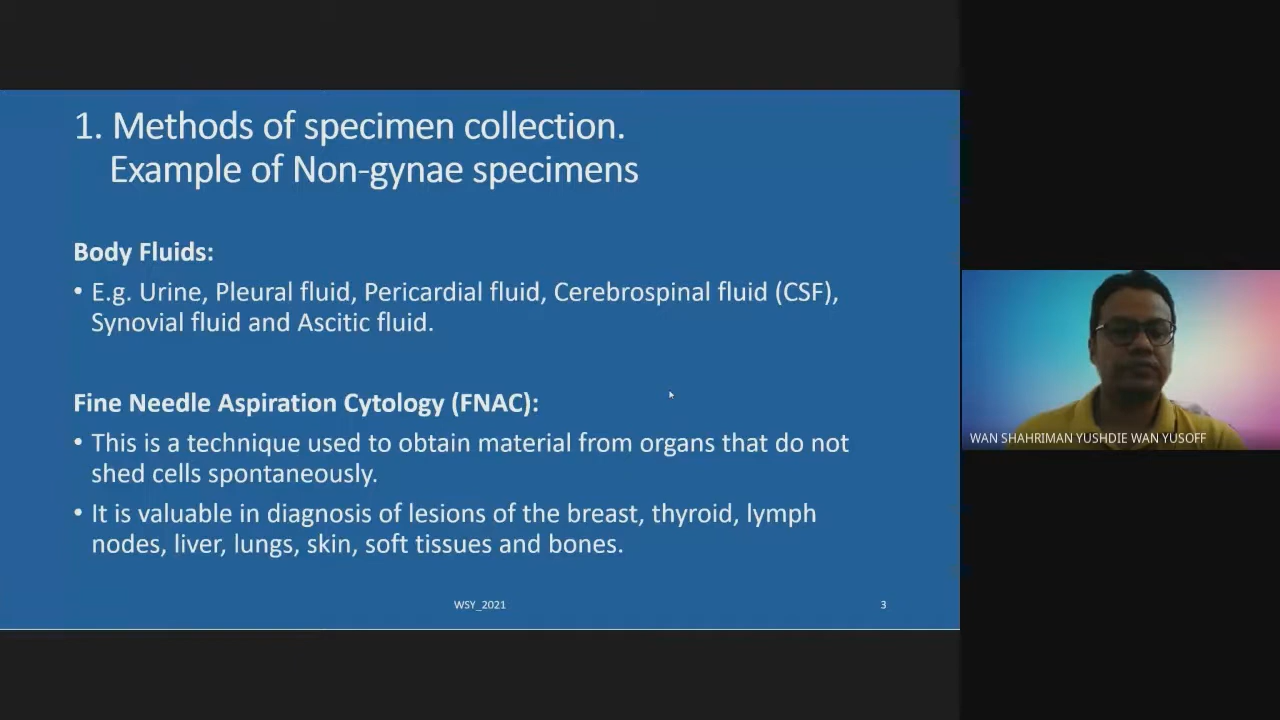 1. Methods of specimen collection.
Example of Non-gynae specimens
Body Fluids:
• E.g. Urine, Pleural fluid, Pericardial fluid, Cerebrospinal fluid (CSF),
Synovial fluid and Ascitic fluid.
Fine Needle Aspiration Cytology (FNAC):
• This is a technique used to obtain material from organs that do not
shed cells spontaneously.
• It is valuable in diagnosis of lesions of the breast, thyroid, lymph
nodes, liver, lungs, skin, soft tissues and bones.
WSY_2021
3
WAN SHAHRIMAN YUSHDIE WAN YUSOFF